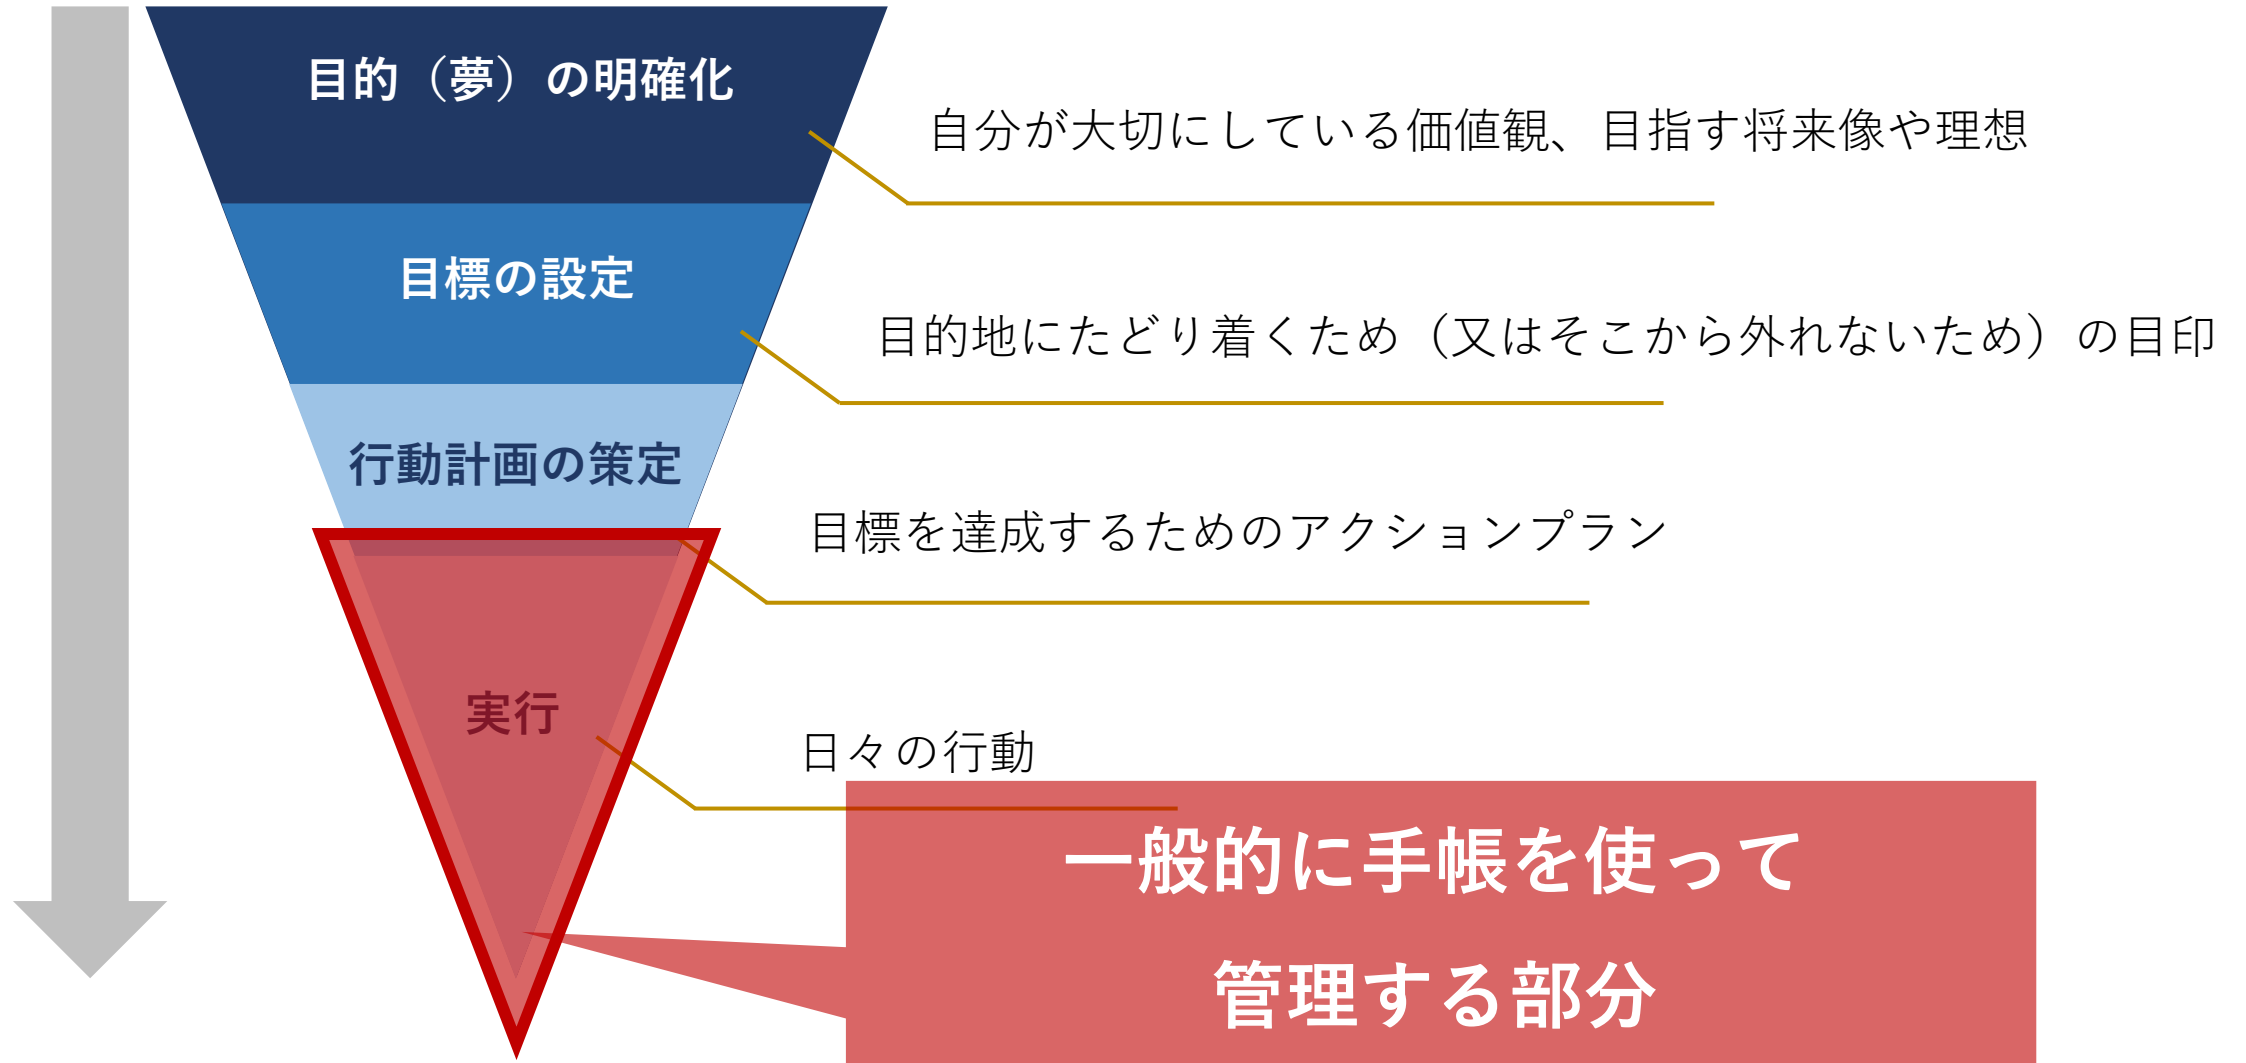 目的（夢）の明確化
自分が大切にしている価値観、目指す将来像や理想
目標の設定
目的地にたどり着くため（又はそこから外れないため）の目印
行動計画の策定
目標を達成するためのアクションプラン
実行
日々の行動
一般的に手帳を使って
管理する部分